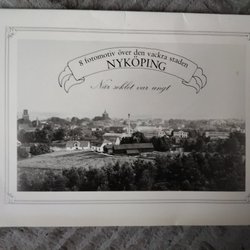 8 fotomotiv över den vackra staden
NYKÖPING
När seklet var ungt